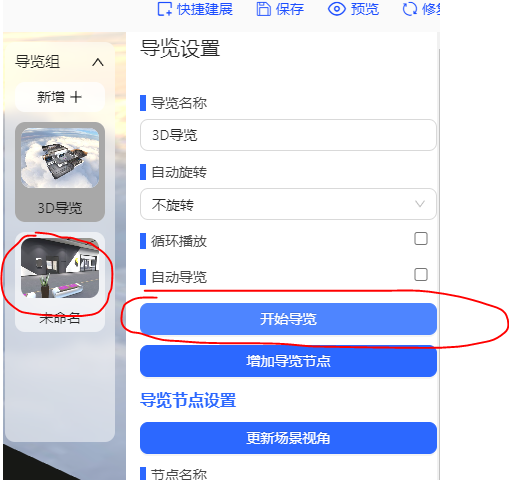 快捷建展 保存 预览 修
导览组
新增 +
3D导览
未命名
导览设置
导览名称
3D导览
自动旋转
不旋转
循环播放
自动导览
开始导览
增加导览节点
导览节点设置
更新场景视角
节点名称